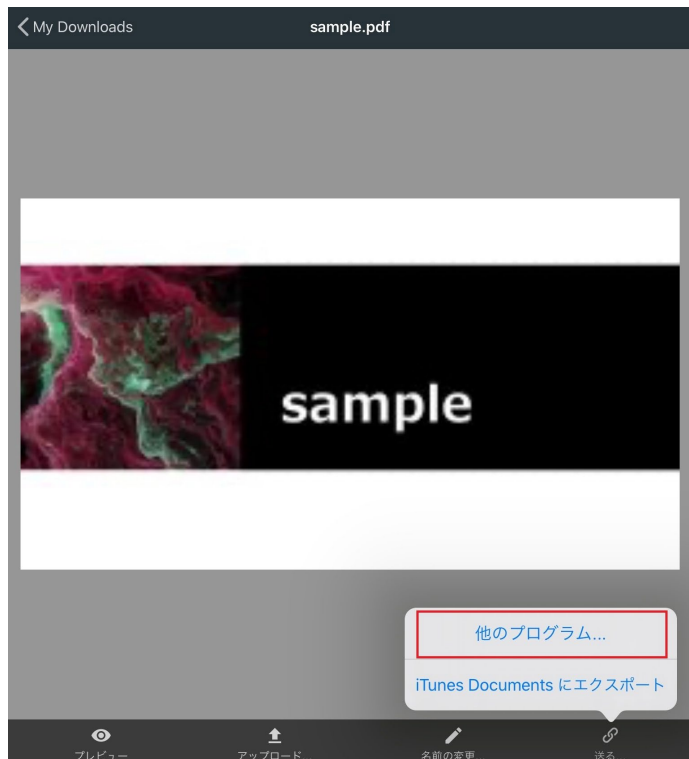 My Downloads
sample.pdf
sample
他のプログラム...
iTunes Documents にエクスポート
プレビュー
アップロード
名前の変更...
送る